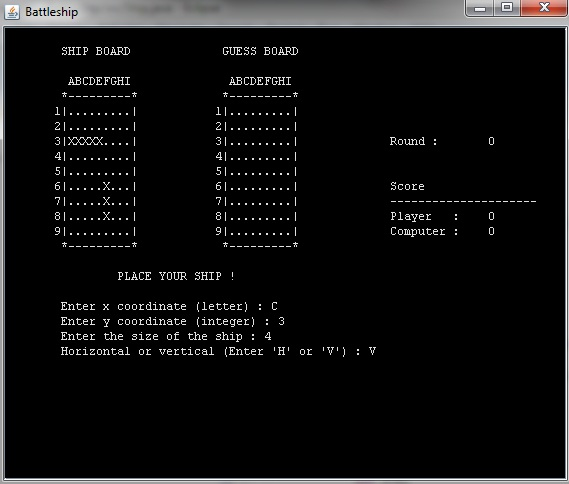 Battleship
SHIP BOARD GUESS BOARD
ABCDEFGHI ABCDEFGHI
*---------* *---------*
1|.........| 1|.........|
2|.........| 2|.........|
3|XXXXX....| 3|.........| Round : 0
4|.........| 4|.........|
5|.........| 5|.........|
6|.....X...| 6|.........| Score
7|.....X...| 7|.........| ----------------------
8|.....X...| 8|.........| Player : 0
9|.........| 9|.........| Computer : 0
*---------* *---------*
PLACE YOUR SHIP !
Enter x coordinate (letter) : C
Enter y coordinate (integer) : 3
Enter the size of the ship : 4
Horizontal or vertical (Enter 'H' or 'V') : V